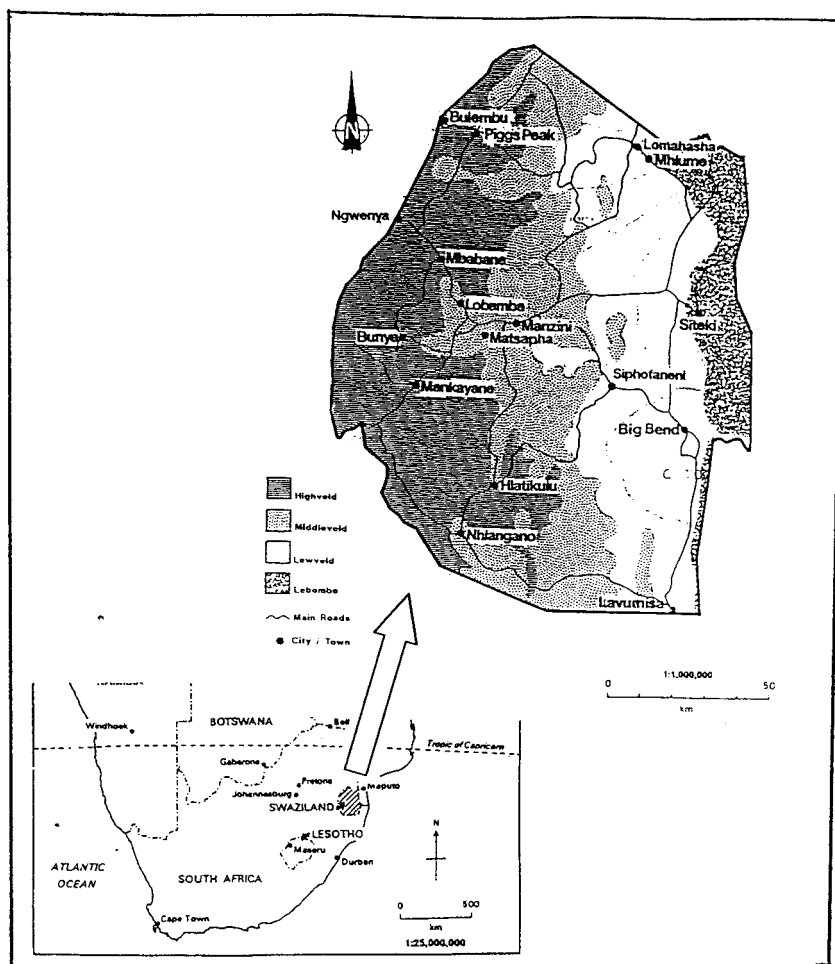 N
Bulembu
Piggs Peak
Lomahasha
Mhlume
Ngwenya
Mbabane
Lobamba
Manzini
Siteki
Bunya
Matsapha
Siphofaneni
Mankayane
Big Bend
Hlatikulu
Highveld
Middleveld
Nhlangano
Lowveld
Lebombo
Lavumisa
Main Roads
City / Town
1:1,000,000
0 50
km
Windhoek
BOTSWANA
Tropic of Capricorn
Gaborone
Pretoria
Maputo
Johannesburg
SWAZILAND
LESOTHO
N
Maseru
ATLANTIC
OCEAN
SOUTH AFRICA
Durban
0 500
km
Cape Town
1:25,000,000